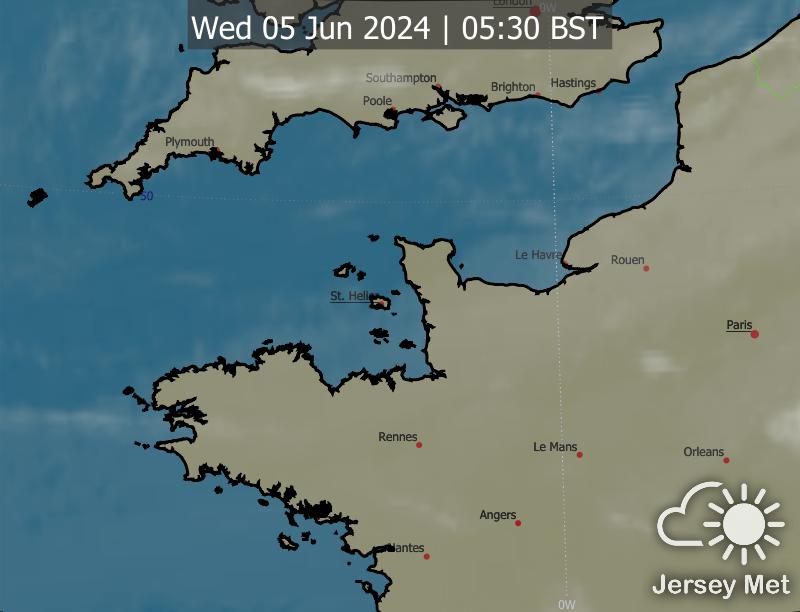 London
0W
Wed 05 Jun 2024 | 05:30 BST
Southampton
Brighton
Hastings
Poole
Plymouth
50
Le Havre
Rouen
St. Helier
Paris
Rennes
Le Mans
Orleans
Angers
Nantes
Jersey Met
0W